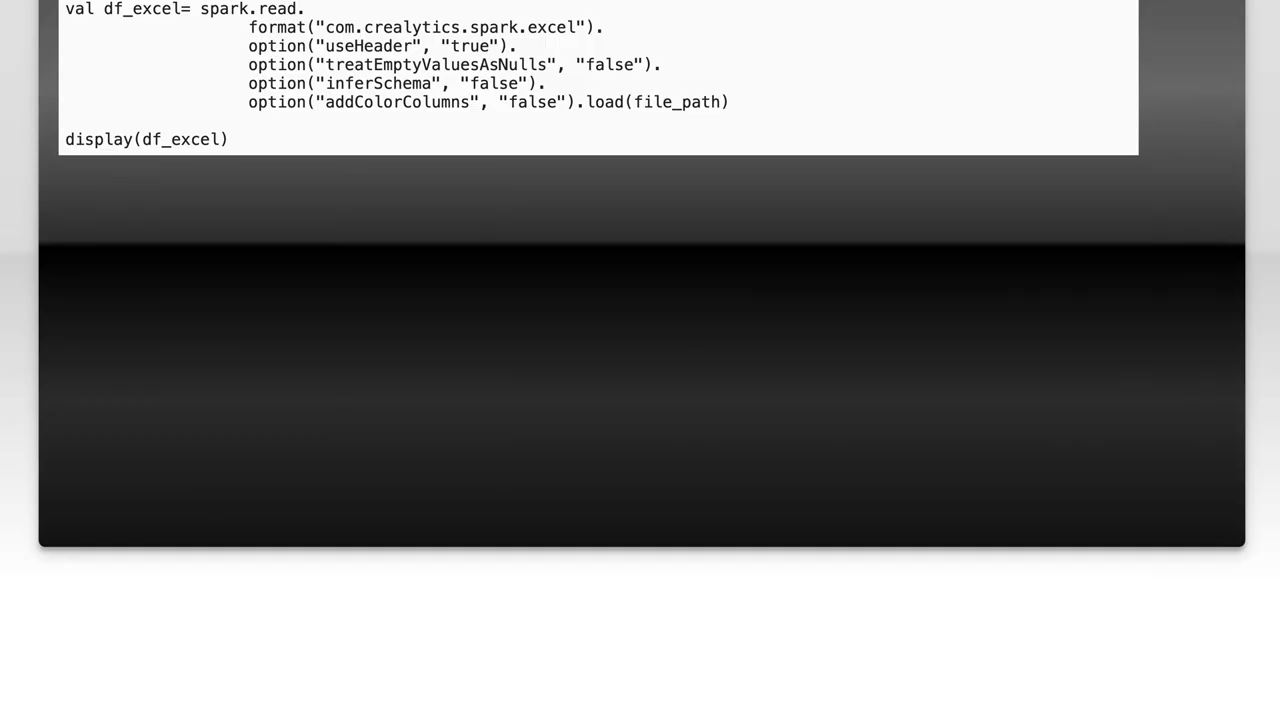 val df_excel= spark.read.
format("com.crealytics.spark.excel").
option("useHeader", "true").
option("treatEmptyValuesAsNulls", "false").
option("inferSchema", "false").
option("addColorColumns", "false").load(file_path)
display(df_excel)